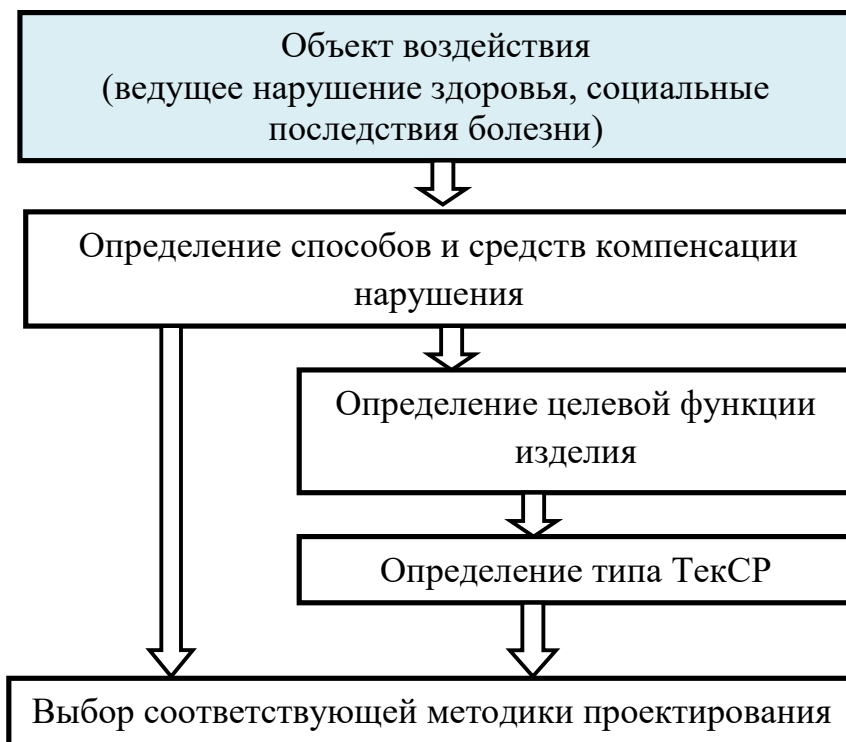 Объект воздействия
(ведущее нарушение здоровья, социальные
последствия болезни)
Определение способов и средств компенсации
нарушения
Определение целевой функции
изделия
Определение типа ТекСР
Выбор соответствующей методики проектирования